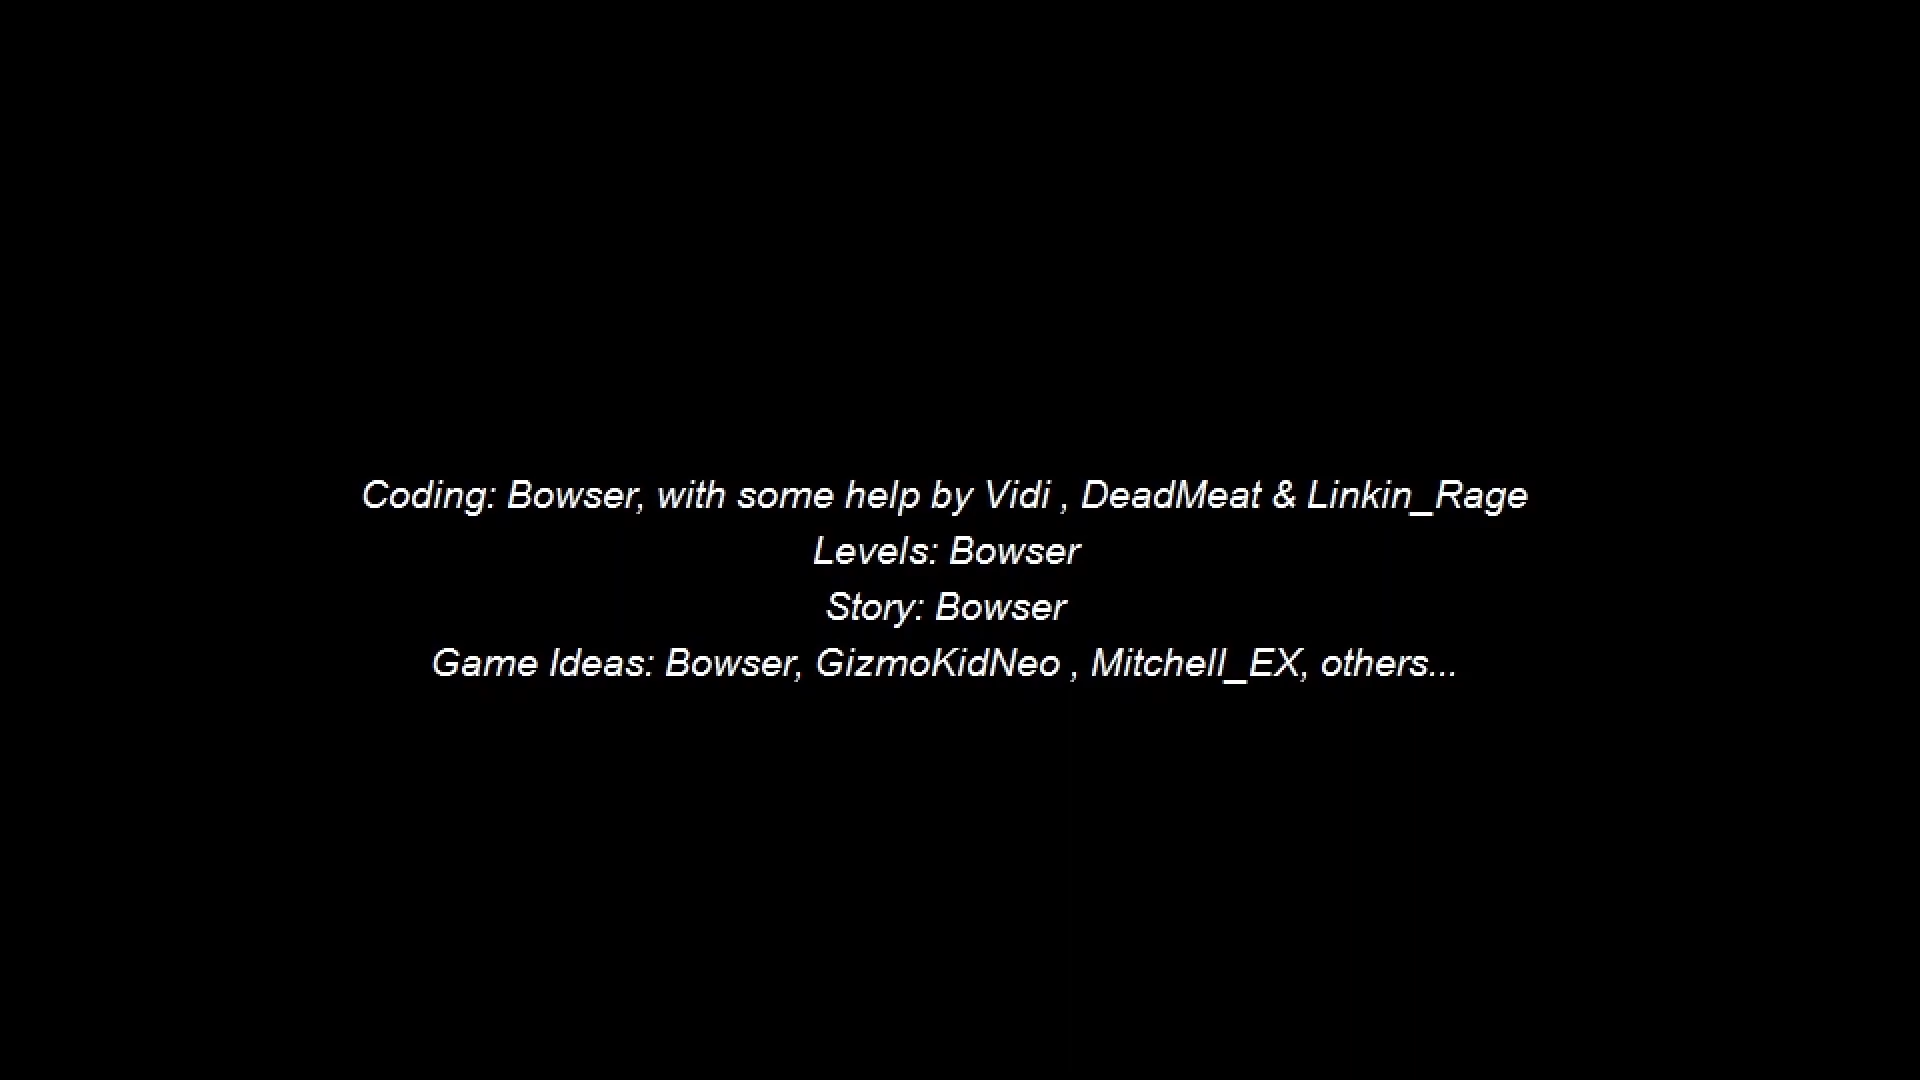 Coding: Bowser, with some help by Vidi , DeadMeat & Linkin_Rage
Levels: Bowser
Story: Bowser
Game Ideas: Bowser, GizmoKidNeo , Mitchell_EX, others...